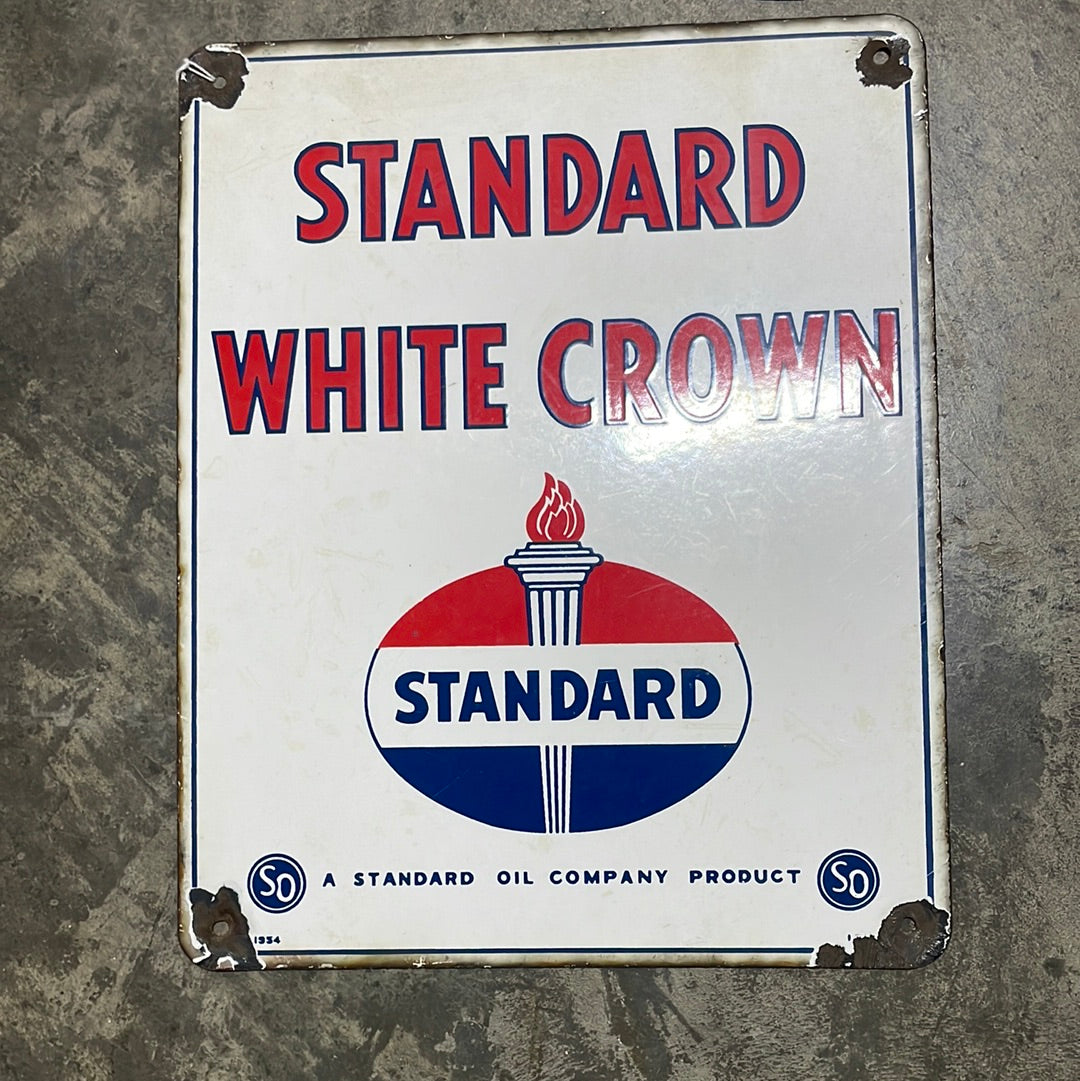 STANDARD
WHITE CROWN
STANDARD
SO A STANDARD OIL COMPANY PRODUCT SO
1954